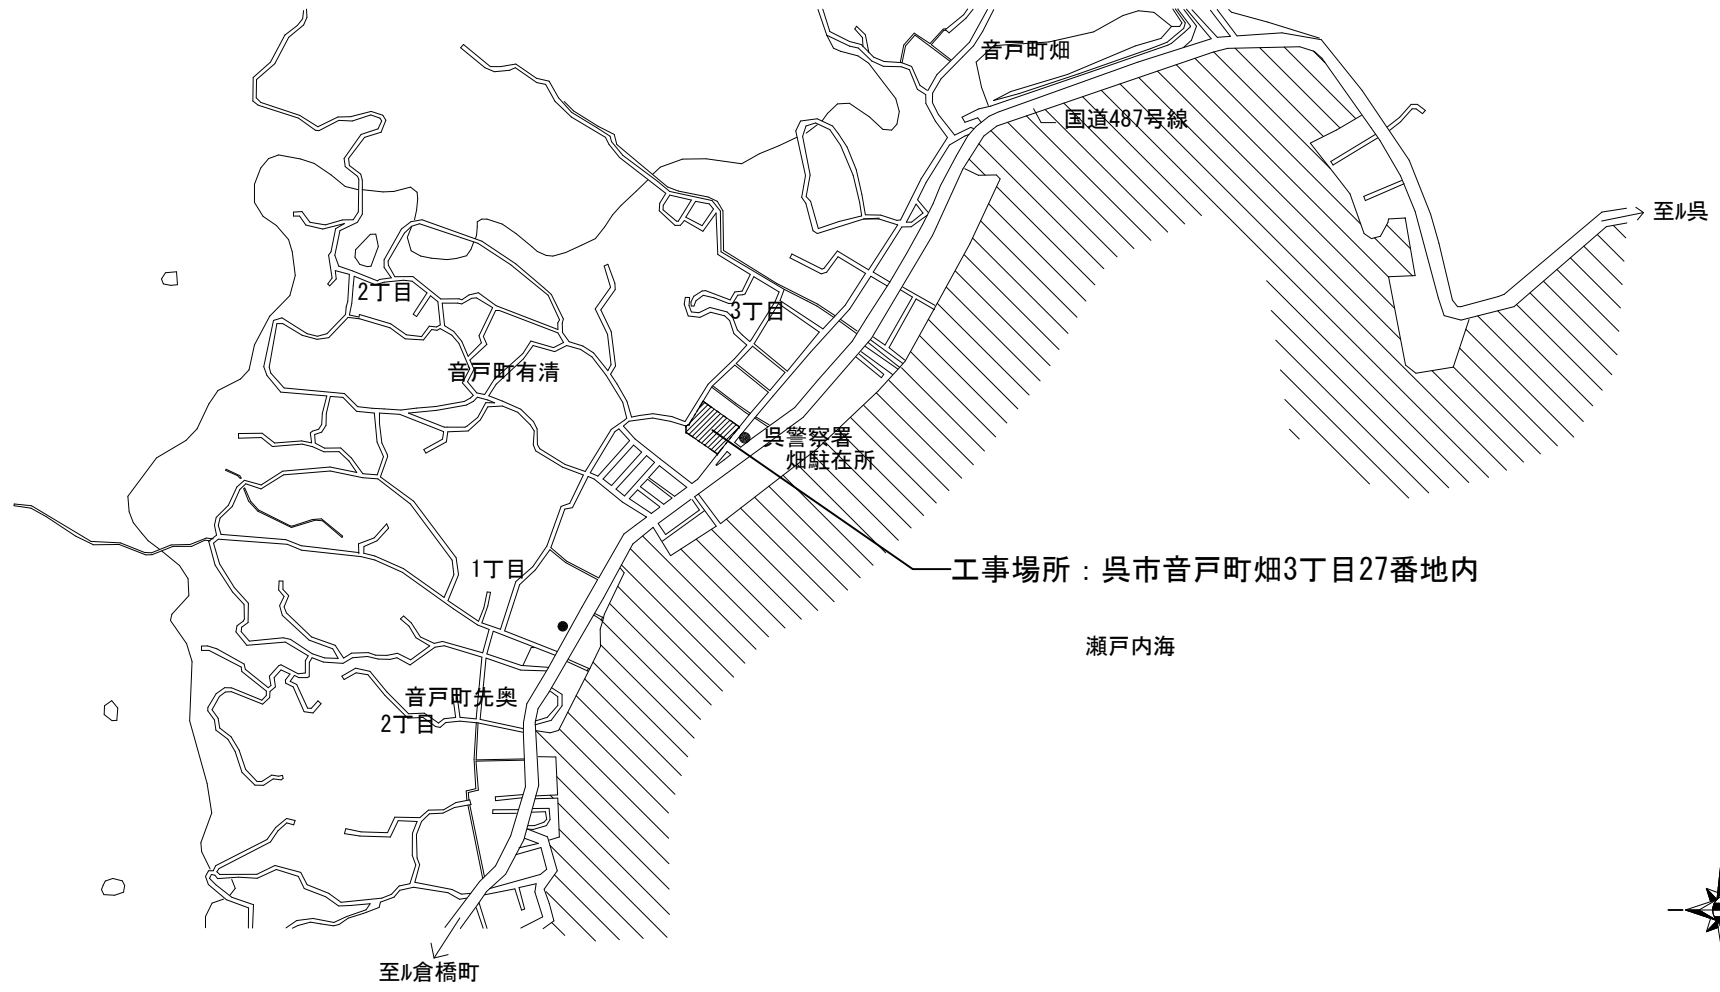 音戸町畑
国道487号線
至ル呉
2丁目
3丁目
音戸町有清
呉警察署
畑駐在所
工事場所：呉市音戸町畑3丁目27番地内
1丁目
瀬戸内海
音戸町先奥
2丁目
至ル倉橋町